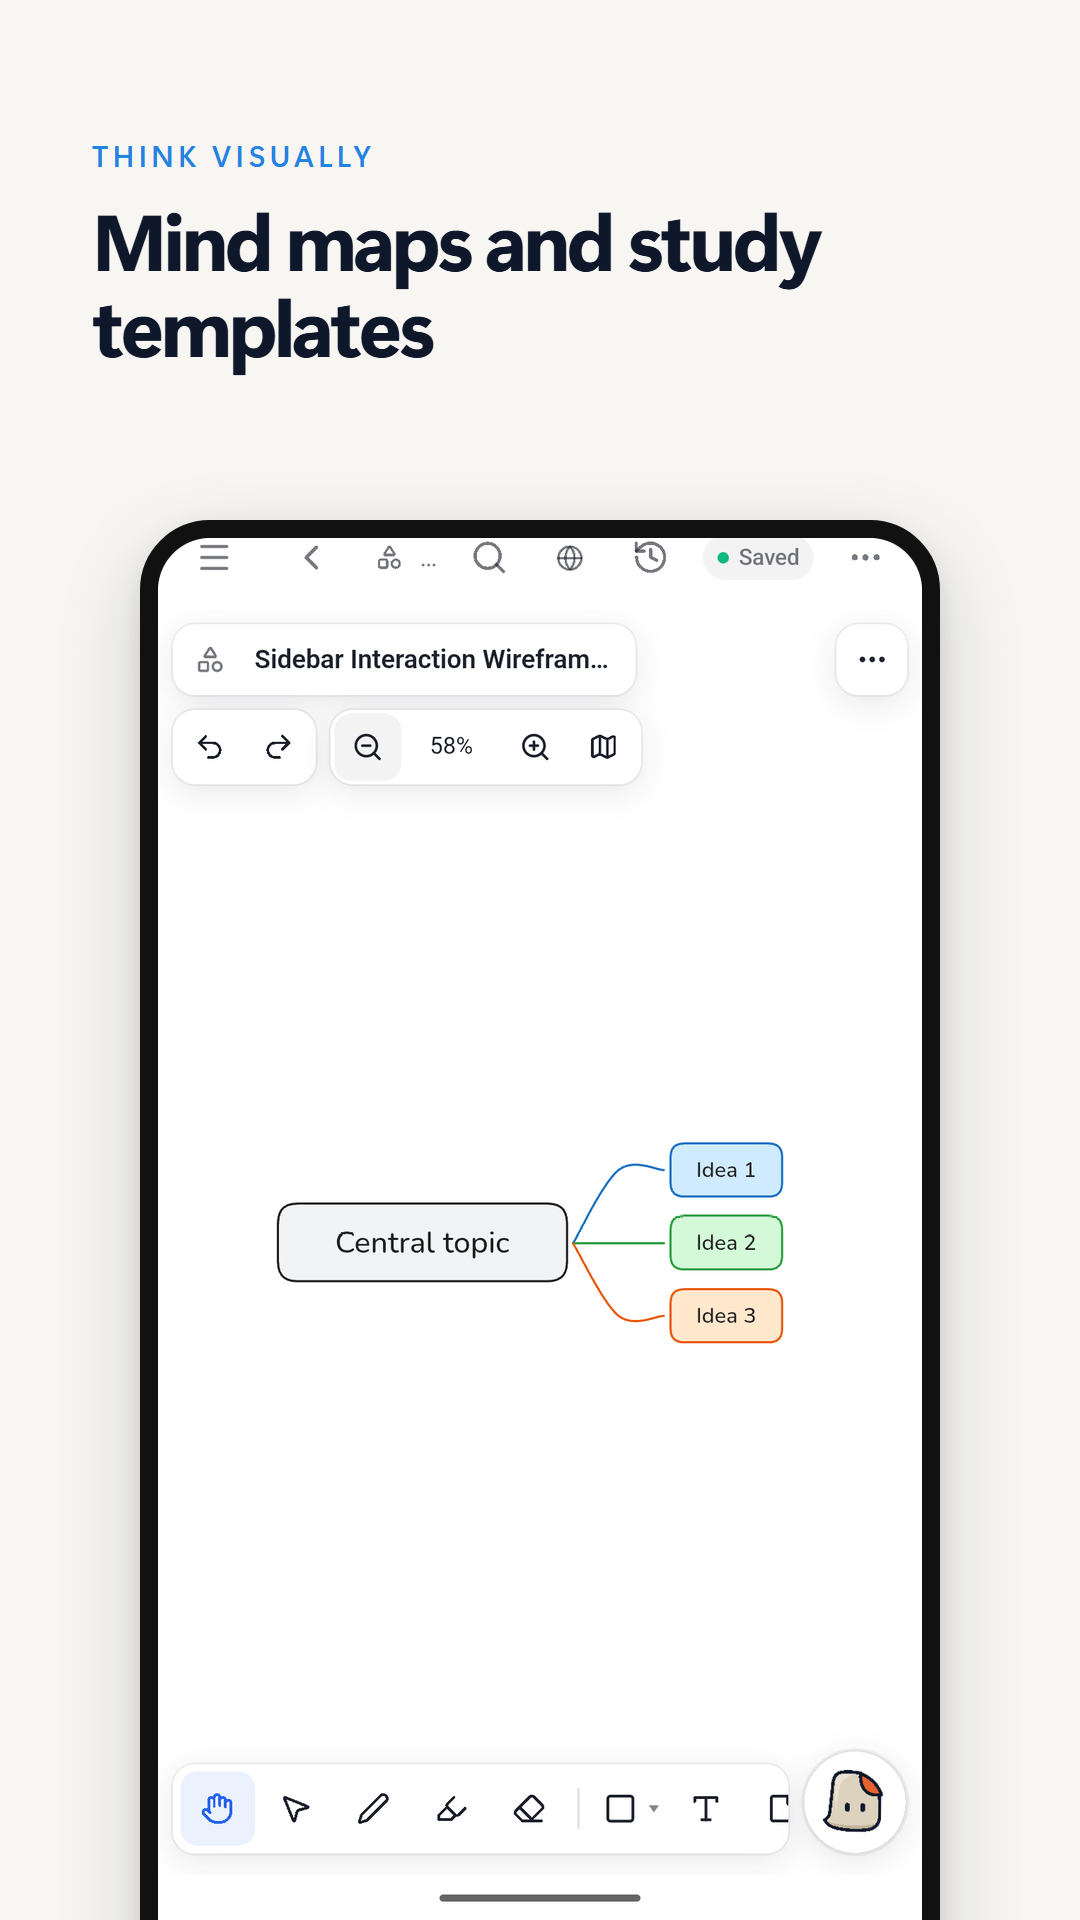 THINK VISUALLY
Mind maps and study
templates
...
Saved
Sidebar Interaction Wirefram...
58%
Idea 1
Central topic
Idea 2
Idea 3